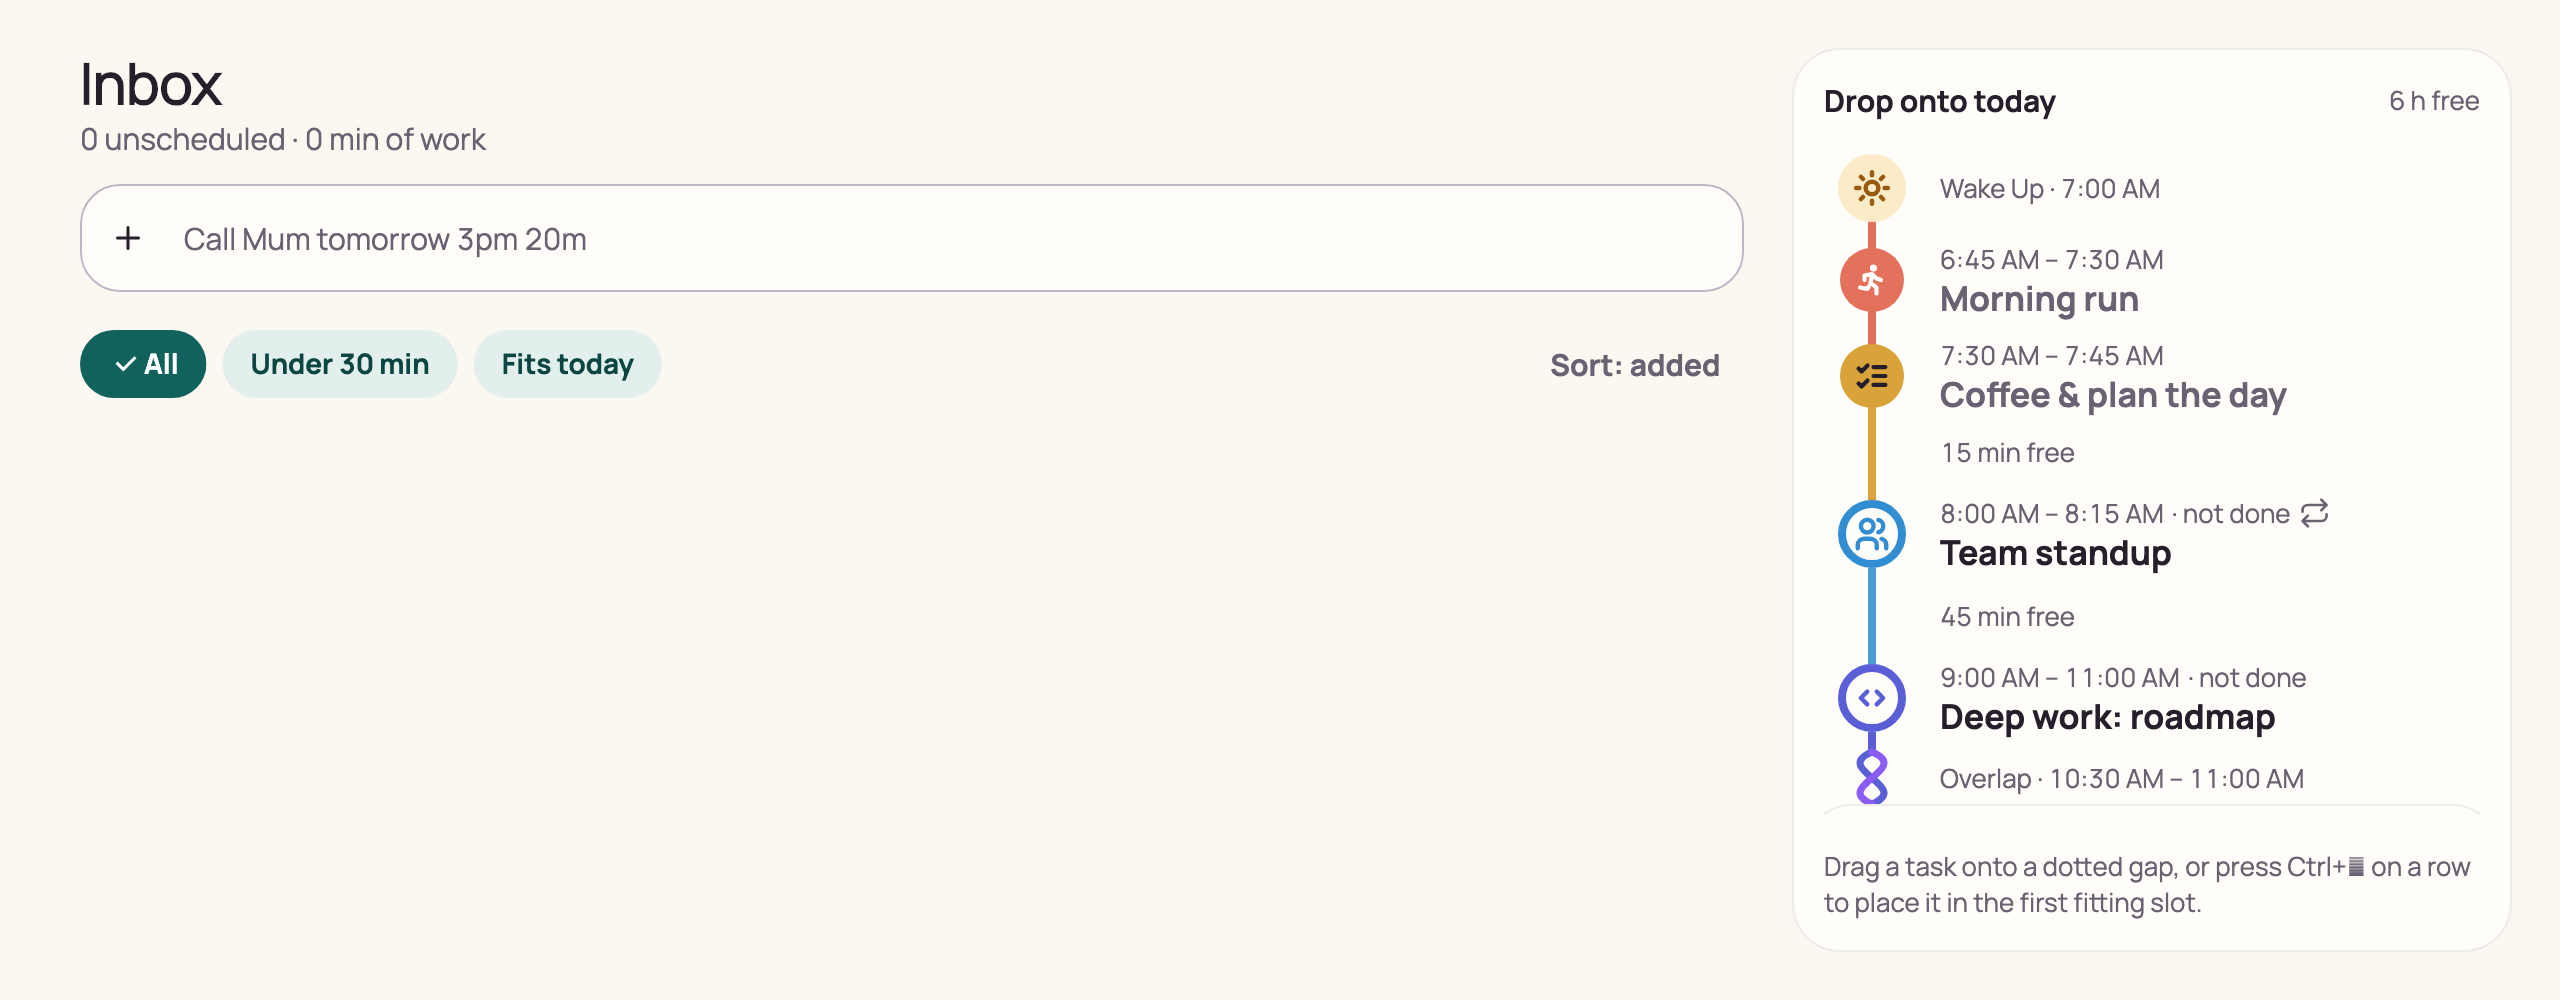 Inbox
0 unscheduled · 0 min of work
Call Mum tomorrow 3pm 20m
All
Under 30 min
Fits today
Sort: added
Drop onto today
6 h free
Wake Up · 7:00 AM
6:45 AM – 7:30 AM
Morning run
7:30 AM – 7:45 AM
Coffee & plan the day
15 min free
8:00 AM – 8:15 AM · not done
Team standup
45 min free
9:00 AM – 11:00 AM · not done
Deep work: roadmap
Overlap · 10:30 AM – 11:00 AM
Drag a task onto a dotted gap, or press Ctrl+ on a row
to place it in the first fitting slot.